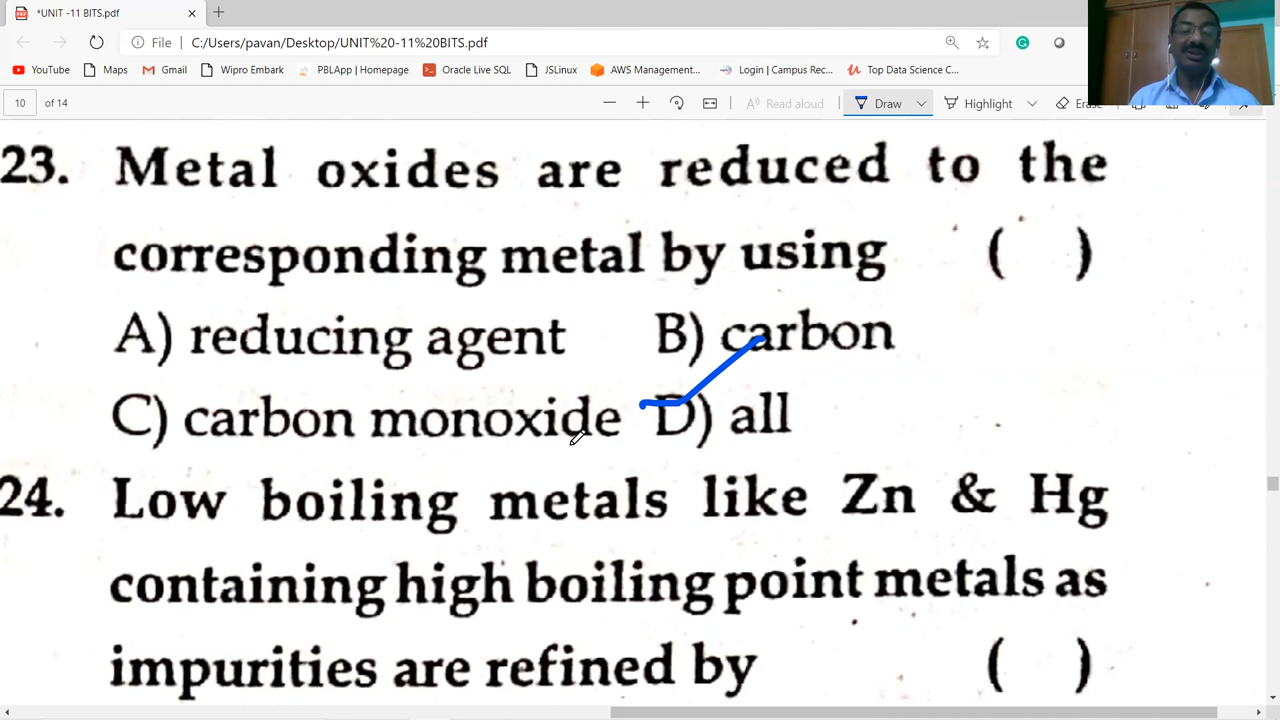 *UNIT -11 BITS.pdf
File C:/Users/pavan/Desktop/UNIT%20-11%20BITS.pdf
YouTube Maps Gmail Wipro Embark PBLApp | Homepage Oracle Live SQL JSLinux AWS Management... Login | Campus Rec... Top Data Science C...
10 of 14 Read aloud Draw Highlight
23. Metal oxides are reduced to the
corresponding metal by using ( )
A) reducing agent B) carbon
C) carbon monoxide D) all
24. Low boiling metals like Zn & Hg
containing high boiling point metals as
impurities are refined by ( )